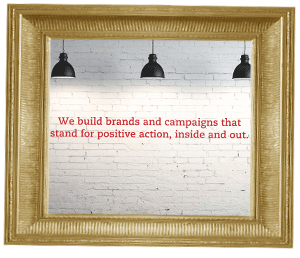 We build brands and campaigns that
stand for positive action, inside and out.